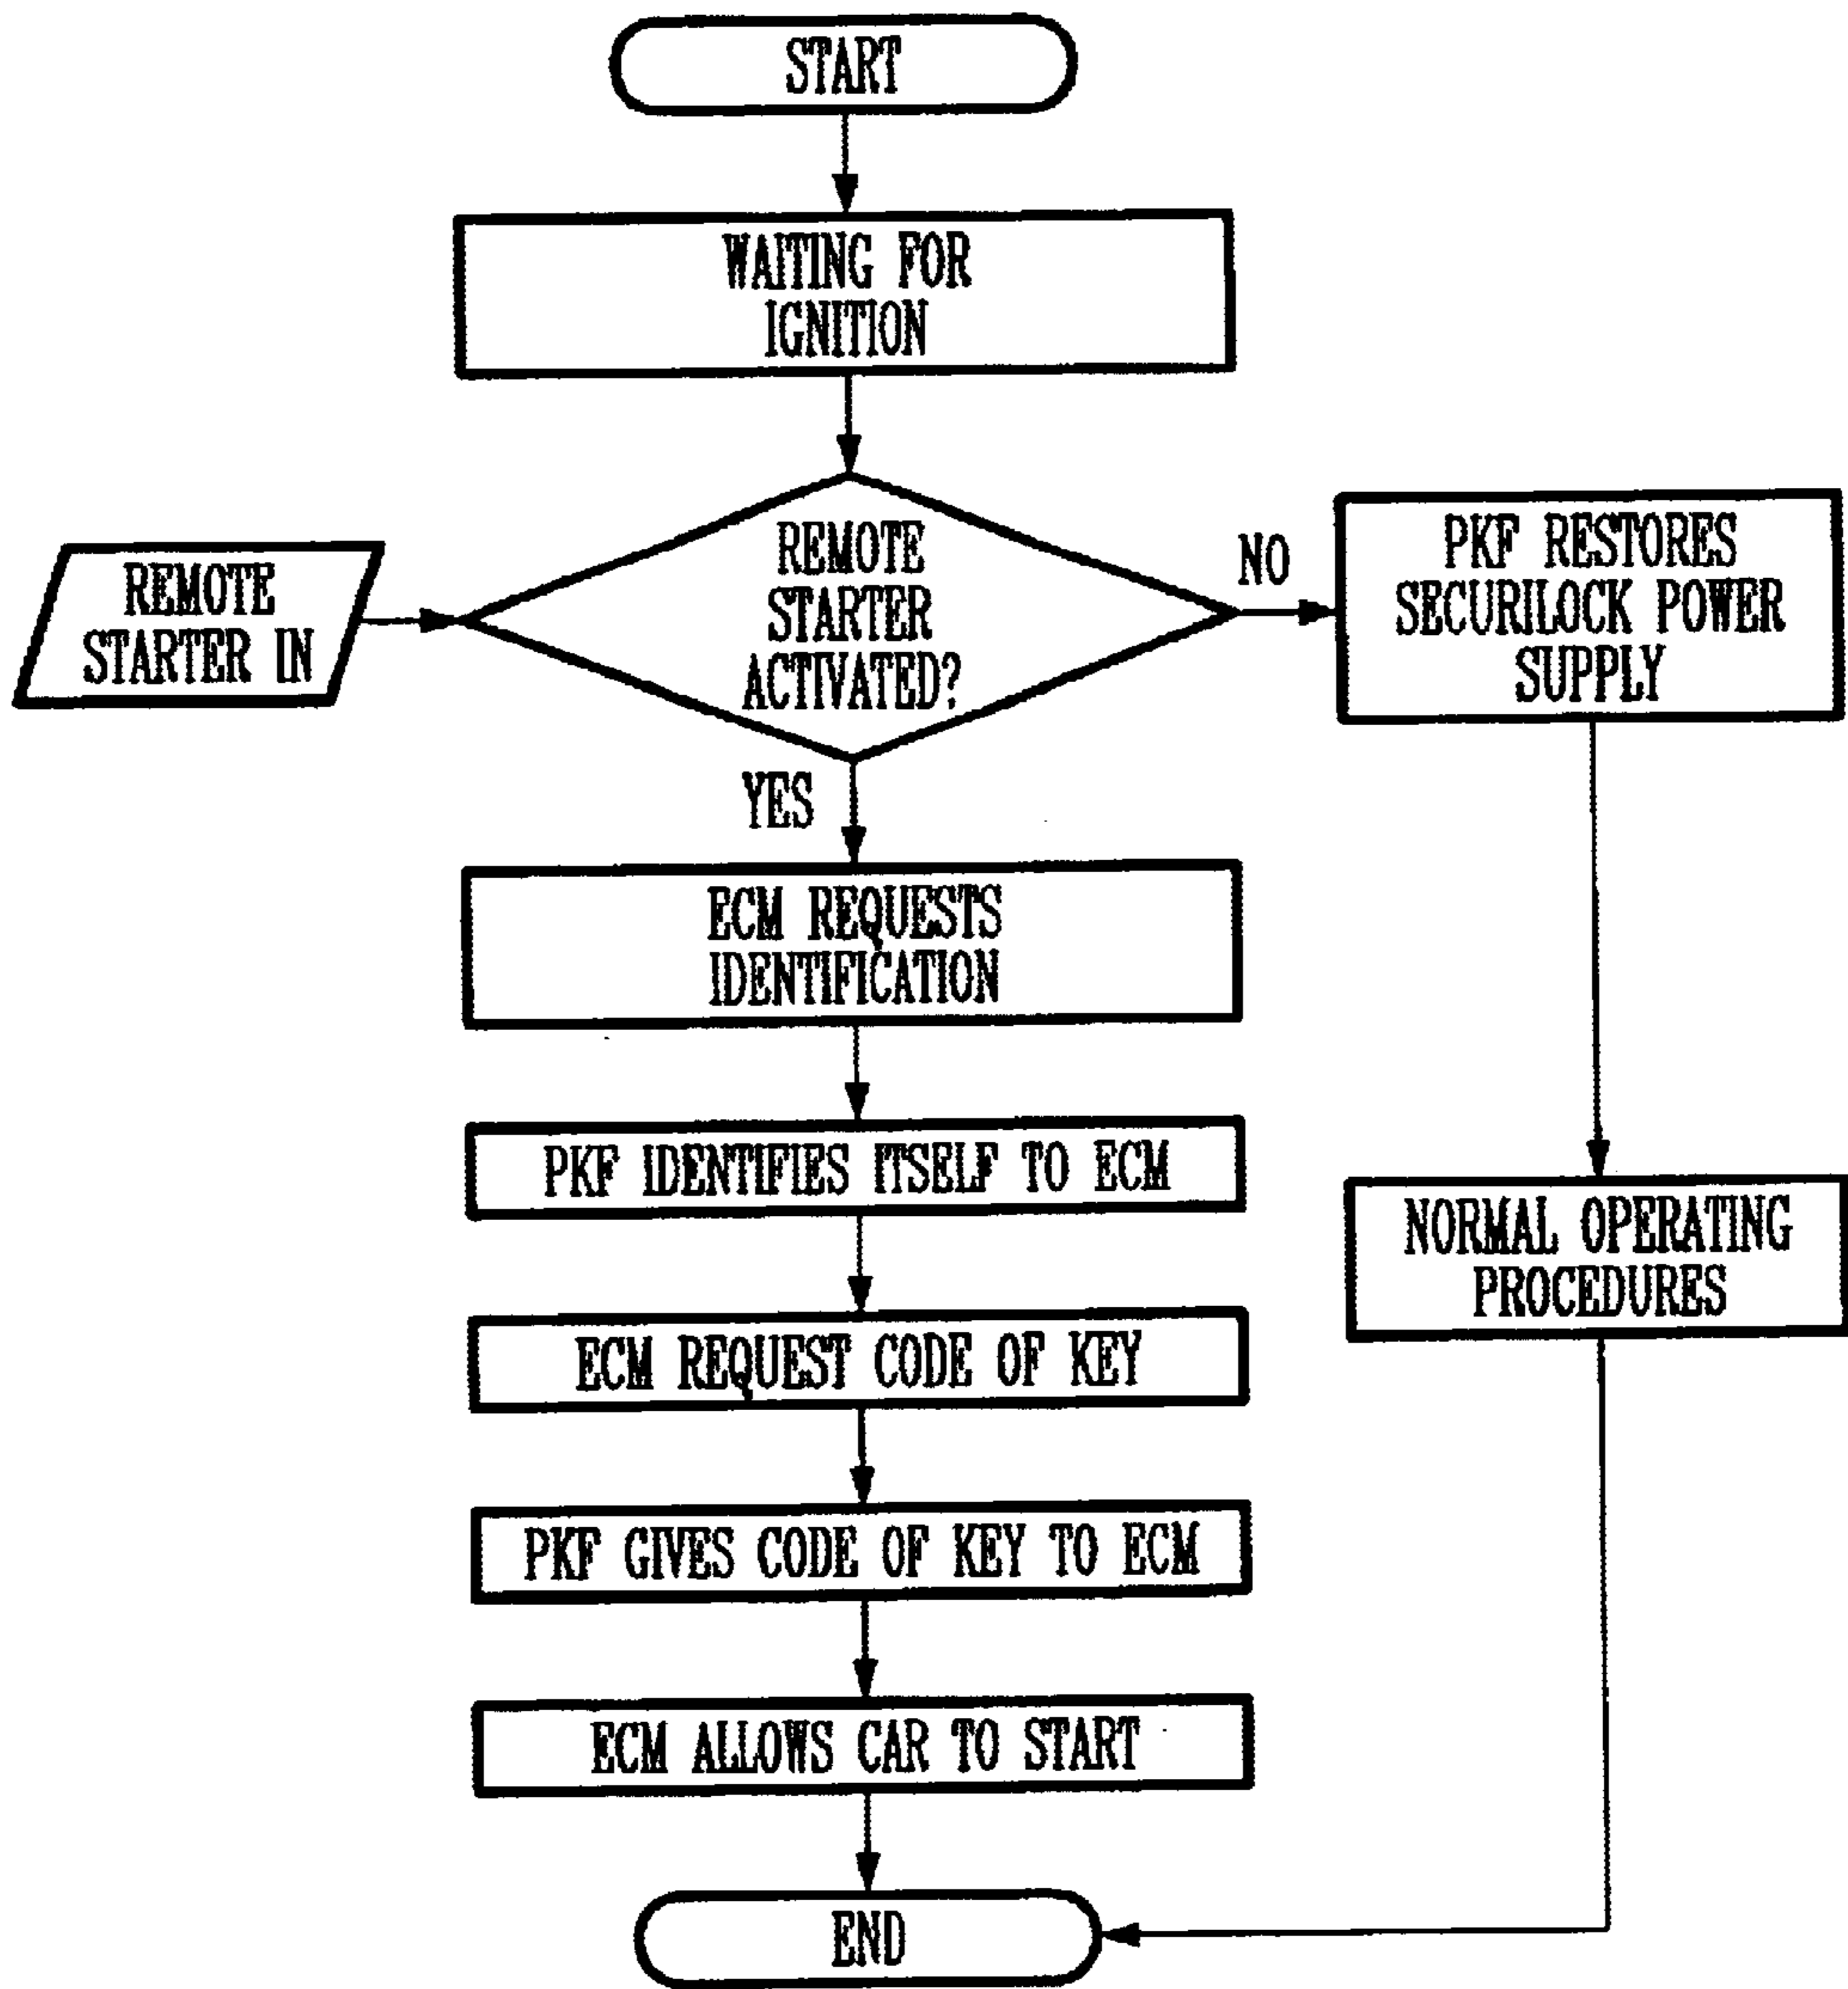 START
WAITING FOR
IGNITION
REMOTE
STARTER IN
REMOTE
STARTER
ACTIVATED?
NO
PKF RESTORES
SECURILOCK POWER
SUPPLY
YES
ECM REQUESTS
IDENTIFICATION
PKF IDENTIFIES ITSELF TO ECM
NORMAL OPERATING
PROCEDURES
ECM REQUEST CODE OF KEY
PKF GIVES CODE OF KEY TO ECM
ECM ALLOWS CAR TO START
END